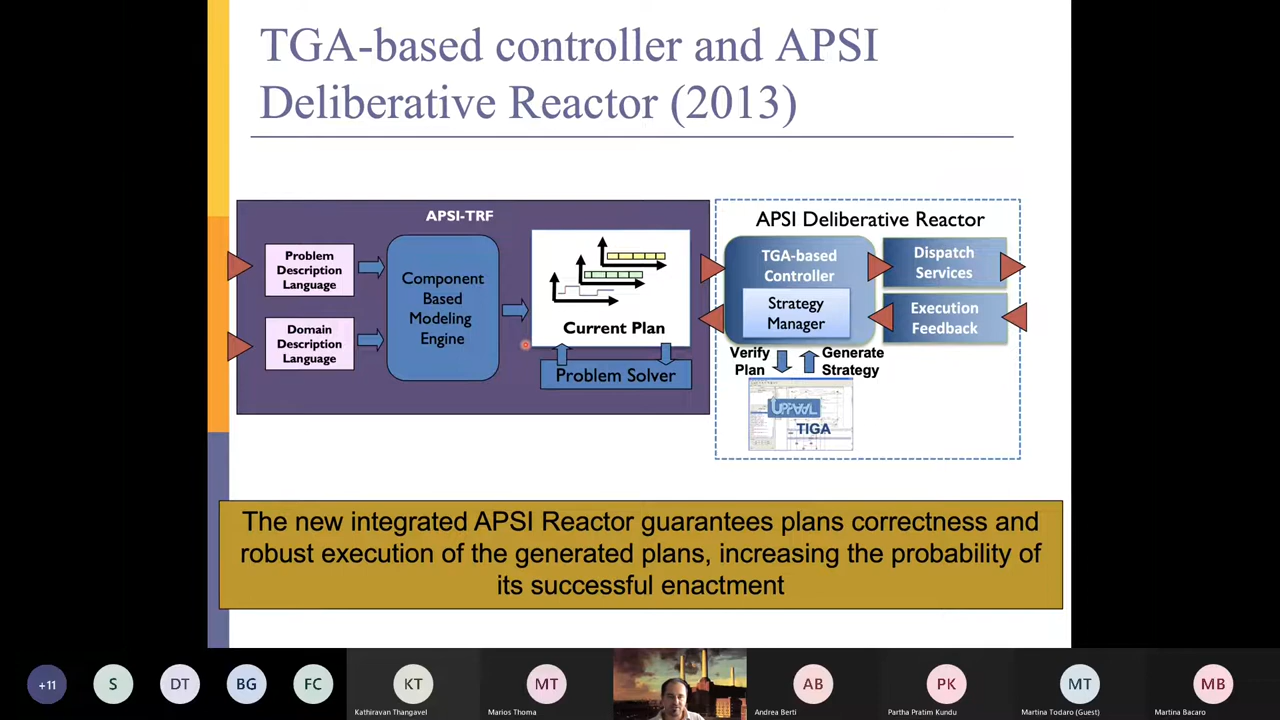 TGA-based controller and APSI
Deliberative Reactor (2013)
APSI-TRF
Problem
Description
Language
Domain
Description
Language
Component
Based
Modeling
Engine
Current Plan
Problem Solver
APSI Deliberative Reactor
TGA-based
Controller
Strategy
Manager
Dispatch
Services
Execution
Feedback
Verify
Plan
Generate
Strategy
UPPAAL
TIGA
The new integrated APSI Reactor guarantees plans correctness and
robust execution of the generated plans, increasing the probability of
its successful enactment
+11
S
DT
BG
FC
KT
Kathiravan Thangavel
MT
Marios Thoma
AB
Andrea Berti
PK
Partha Pratim Kundu
MT
Martina Todaro (Guest)
MB
Martina Bacaro